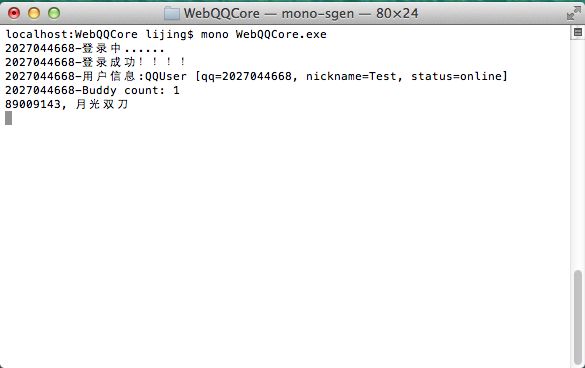 WebQQCore — mono-sgen — 80×24
localhost:WebQQCore lijing$ mono WebQQCore.exe
2027044668-登录中......
2027044668-登录成功！！！！
2027044668-用户信息:QQUser [qq=2027044668, nickname=Test, status=online]
2027044668-Buddy count: 1
89009143, 月光双刀